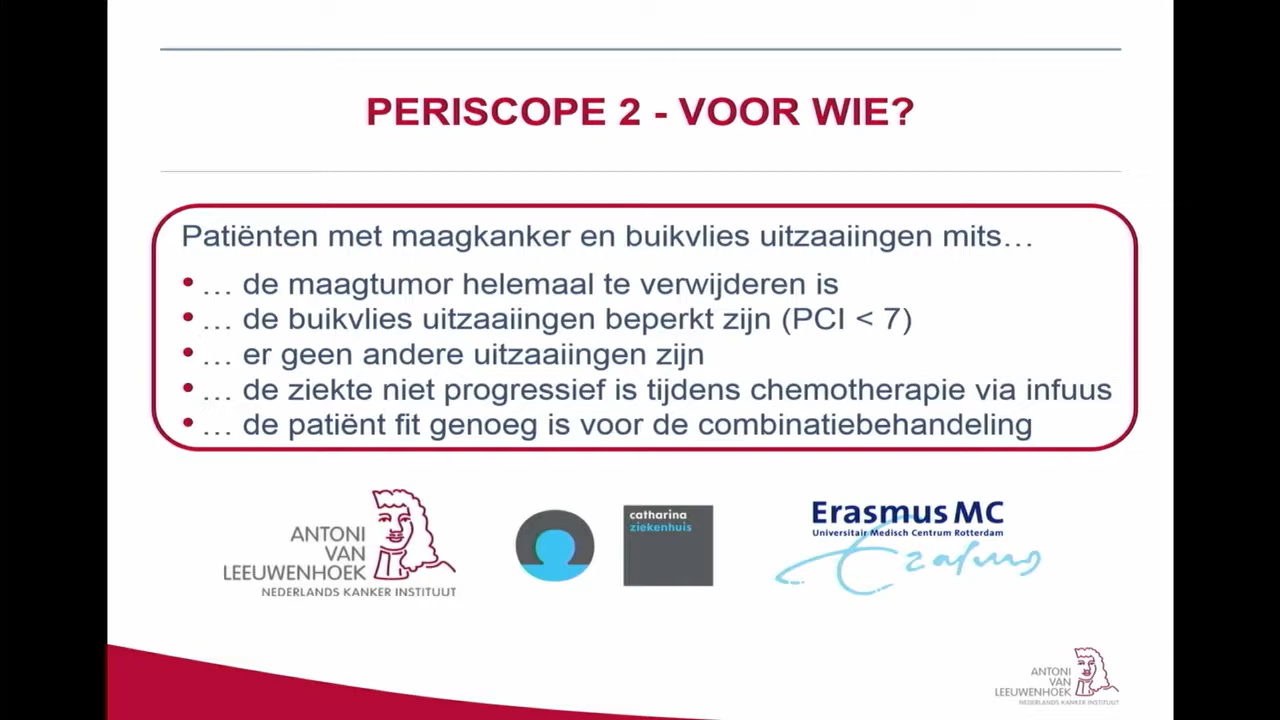 PERISCOPE 2 - VOOR WIE?
Patiënten met maagkanker en buikvlies uitzaaiingen mits…
• … de maagtumor helemaal te verwijderen is
• … de buikvlies uitzaaiingen beperkt zijn (PCI < 7)
• … er geen andere uitzaaiingen zijn
• … de ziekte niet progressief is tijdens chemotherapie via infuus
• … de patiënt fit genoeg is voor de combinatiebehandeling
ANTONI
VAN
LEEUWENHOEK
NEDERLANDS KANKER INSTITUUT
catharina
ziekenhuis
Erasmus MC
Universitair Medisch Centrum Rotterdam
Erasmus
ANTONI
VAN
LEEUWENHOEK
NEDERLANDS KANKER INSTITUUT